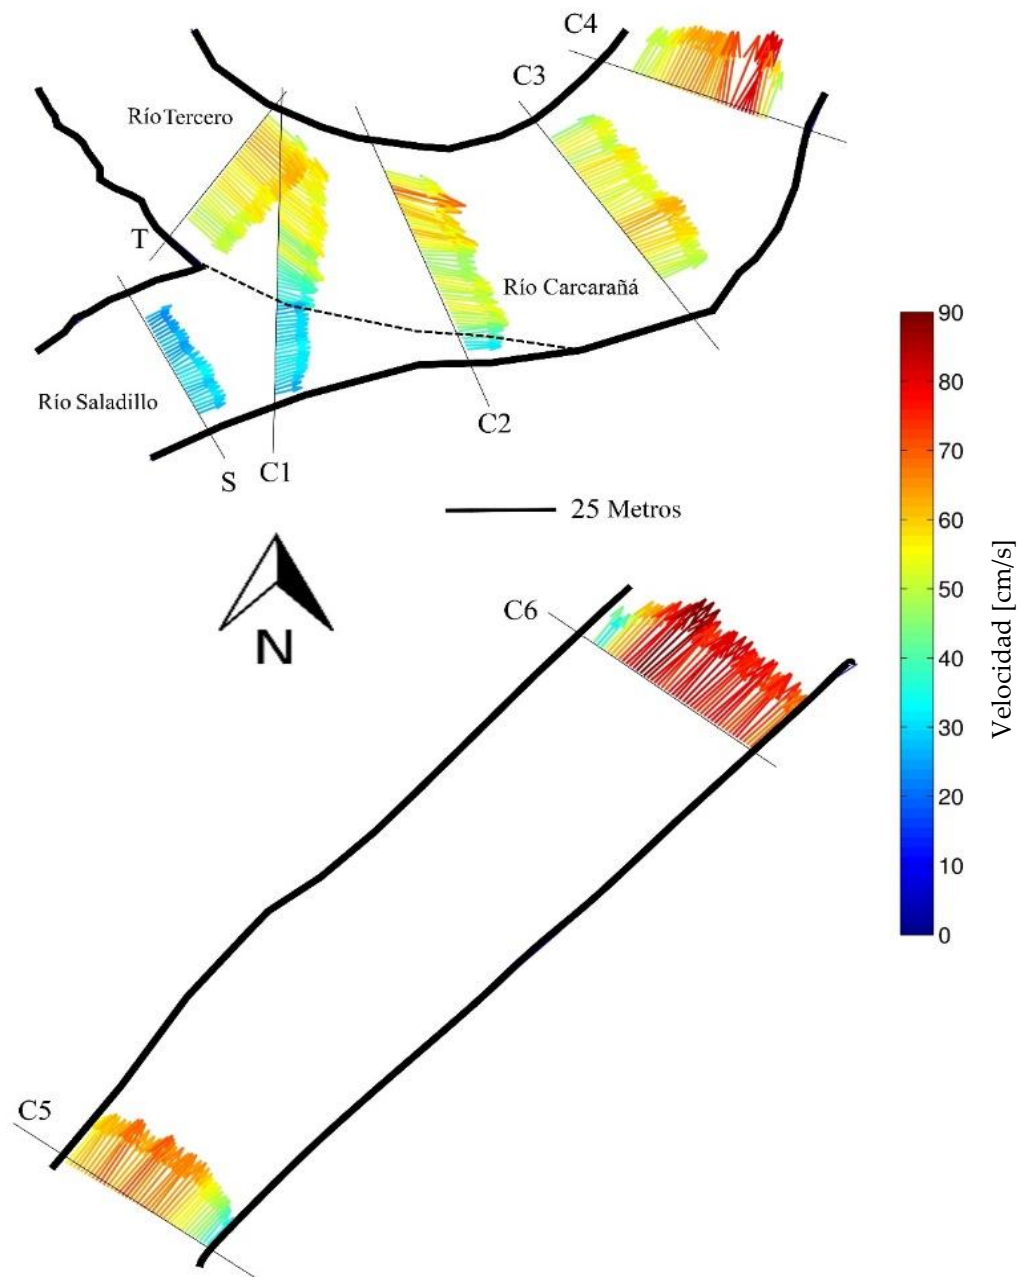 C4
C3
Río Tercero
T
Río Carcarañá
Río Saladillo
C2
C1
S
25 Metros
N
C6
C5
90
80
70
60
50
40
30
20
10
0
Velocidad [cm/s]